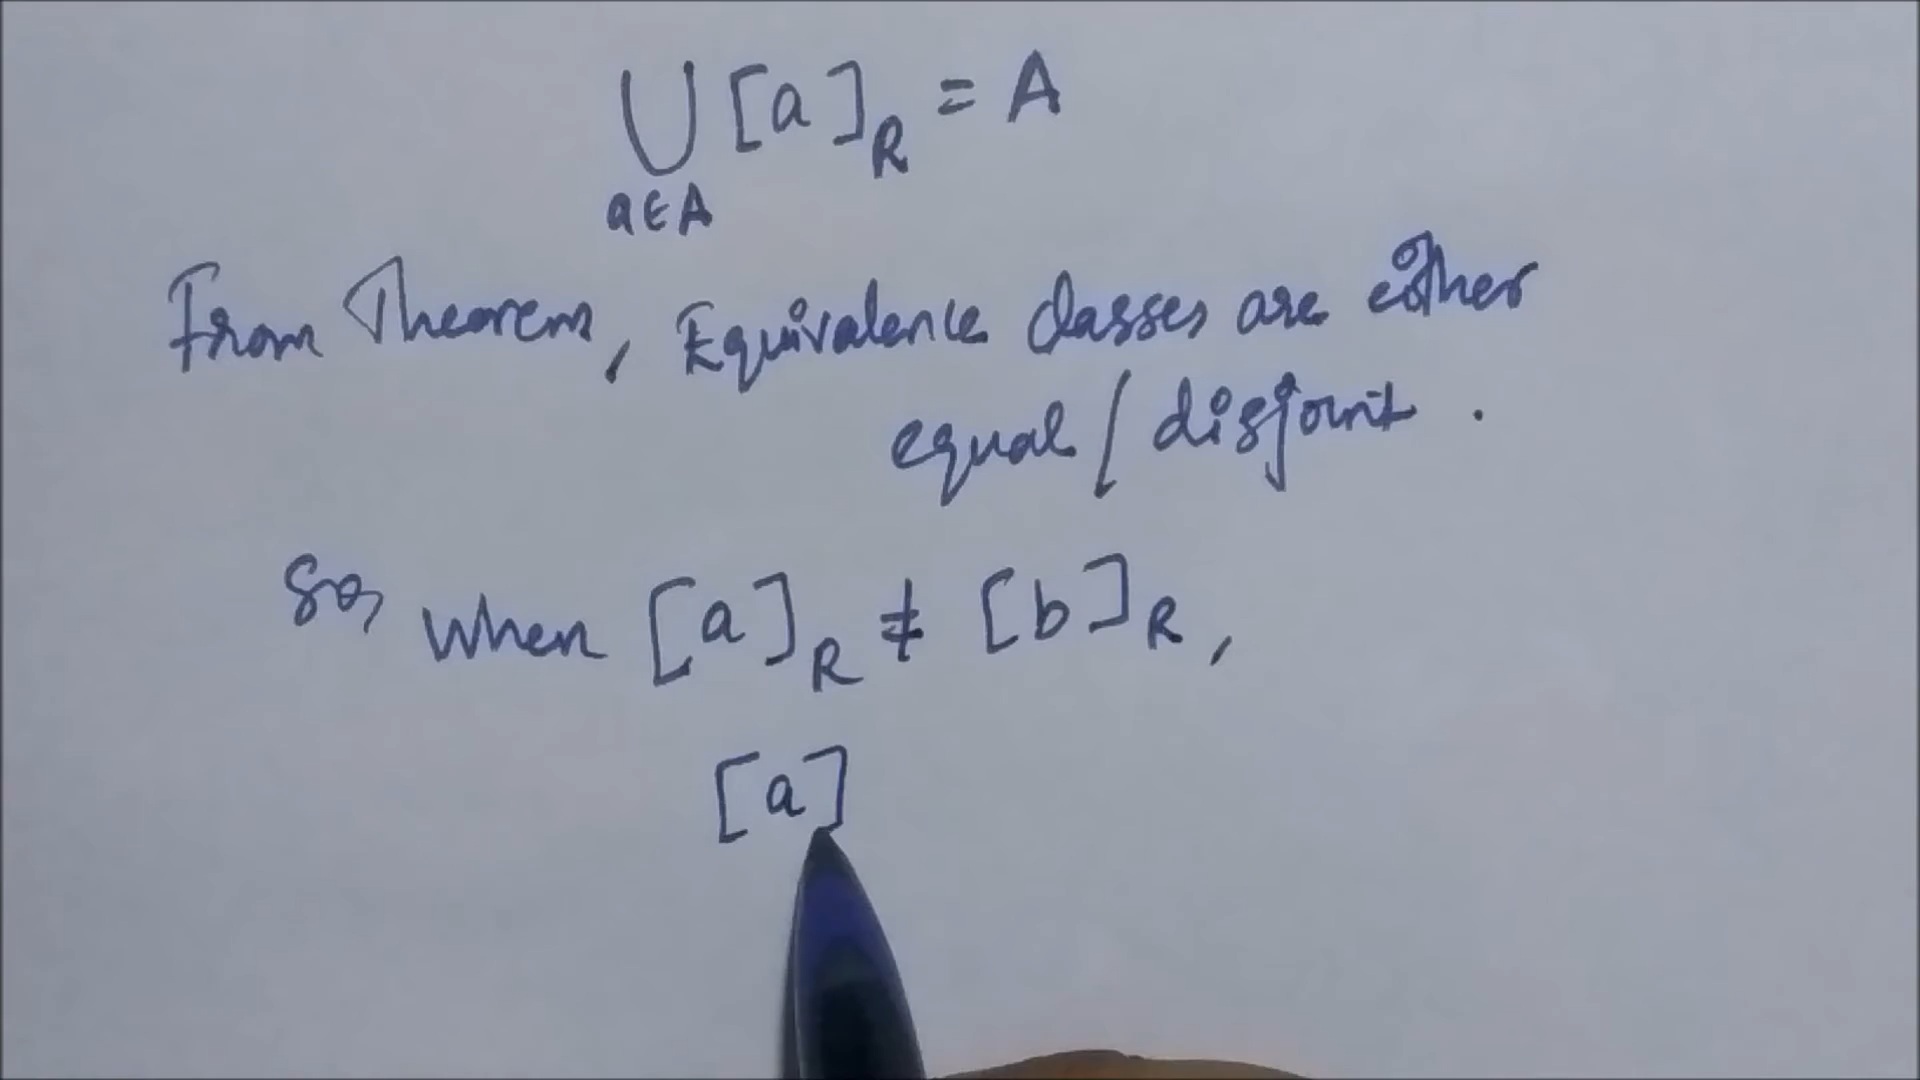 ⋃ [a]_R = A
a∈A
From Theorem, Equivalence classes are either
equal / disjoint.
So, when [a]_R ≠ [b]_R,
[a]